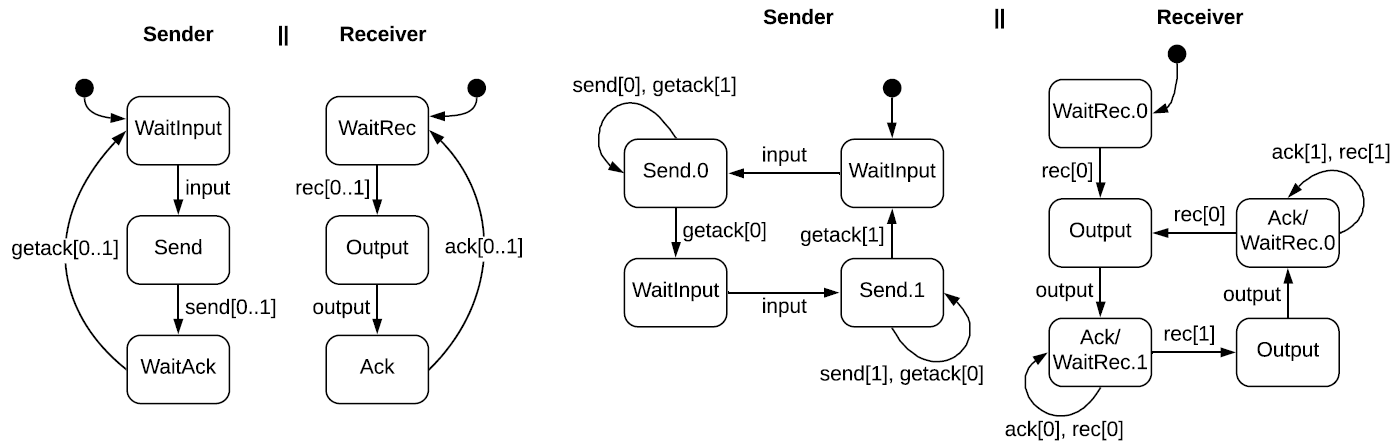 Sender || Receiver
WaitInput
input
Send
send[0..1]
WaitAck
getack[0..1]
WaitRec
rec[0..1]
Output
output
Ack
ack[0..1]
Sender || Receiver
send[0], getack[1]
Send.0
input
WaitInput
getack[0]
getack[1]
WaitInput
input
Send.1
send[1], getack[0]
WaitRec.0
rec[0]
Output
rec[0]
Ack/
WaitRec.0
ack[1], rec[1]
output
output
Ack/
WaitRec.1
rec[1]
Output
ack[0], rec[0]